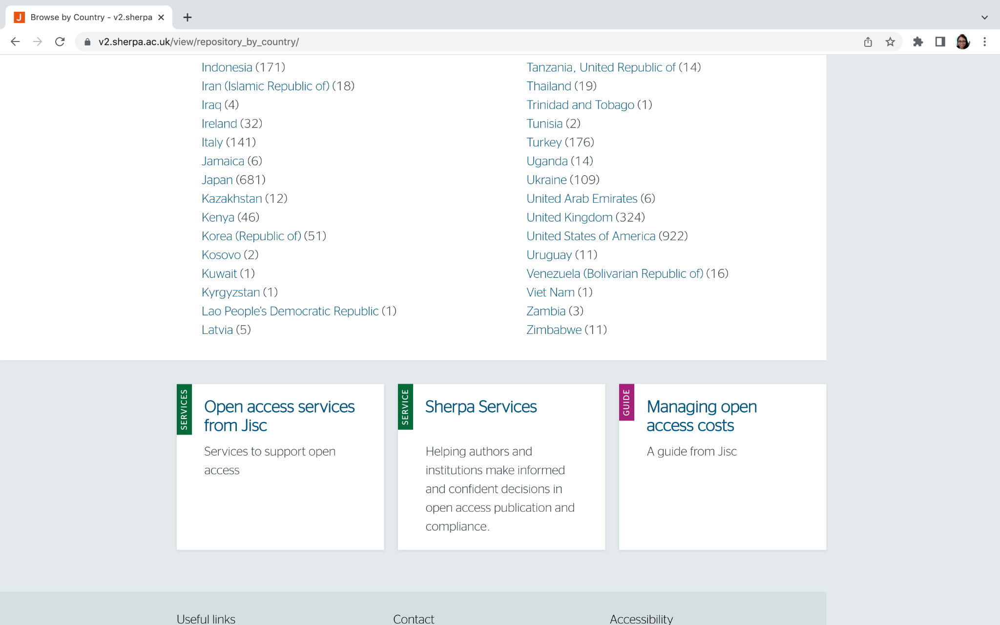 Browse by Country - v2.sherpa
v2.sherpa.ac.uk/view/repository_by_country/
Indonesia (171)
Iran (Islamic Republic of) (18)
Iraq (4)
Ireland (32)
Italy (141)
Jamaica (6)
Japan (681)
Kazakhstan (12)
Kenya (46)
Korea (Republic of) (51)
Kosovo (2)
Kuwait (1)
Kyrgyzstan (1)
Lao People's Democratic Republic (1)
Latvia (5)
Tanzania, United Republic of (14)
Thailand (19)
Trinidad and Tobago (1)
Tunisia (2)
Turkey (176)
Uganda (14)
Ukraine (109)
United Arab Emirates (6)
United Kingdom (324)
United States of America (922)
Uruguay (11)
Venezuela (Bolivarian Republic of) (16)
Viet Nam (1)
Zambia (3)
Zimbabwe (11)
SERVICES
Open access services
from Jisc
Services to support open
access
SERVICE
Sherpa Services
Helping authors and
institutions make informed
and confident decisions in
open access publication and
compliance.
GUIDE
Managing open
access costs
A guide from Jisc
Useful links
Contact
Accessibility